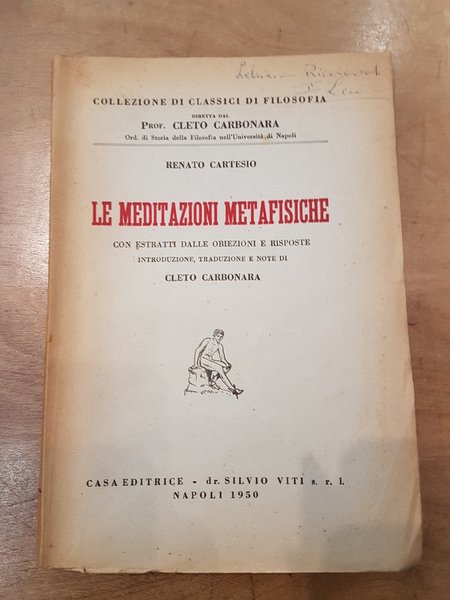 COLLEZIONE DI CLASSICI DI FILOSOFIA
DIRETTA DAL
PROF. CLETO CARBONARA
Ord. di Storia della Filosofia nell'Università di Napoli
RENATO CARTESIO
LE MEDITAZIONI METAFISICHE
CON ESTRATTI DALLE OBIEZIONI E RISPOSTE
INTRODUZIONE, TRADUZIONE E NOTE DI
CLETO CARBONARA
CASA EDITRICE - dr. SILVIO VITI s. r. l.
NAPOLI 1950